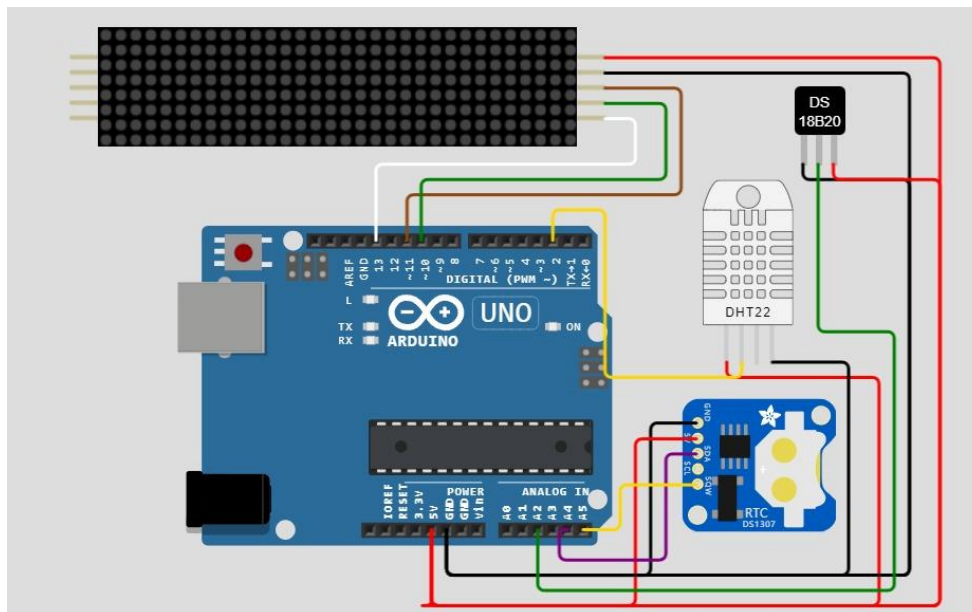 DS
18B20
AREF
GND
13
12
~11
~10
~9
8
7
~6
~5
4
~3
2
TX→1
RX←0
DIGITAL (PWM ~)
L
TX
RX
ARDUINO
UNO
ON
DHT22
GND
5V
SDA
SCL
SQW
RTC
DS1307
IOREF
RESET
3.3V
5V
GND
GND
Vin
POWER
ANALOG IN
A0
A1
A2
A3
A4
A5